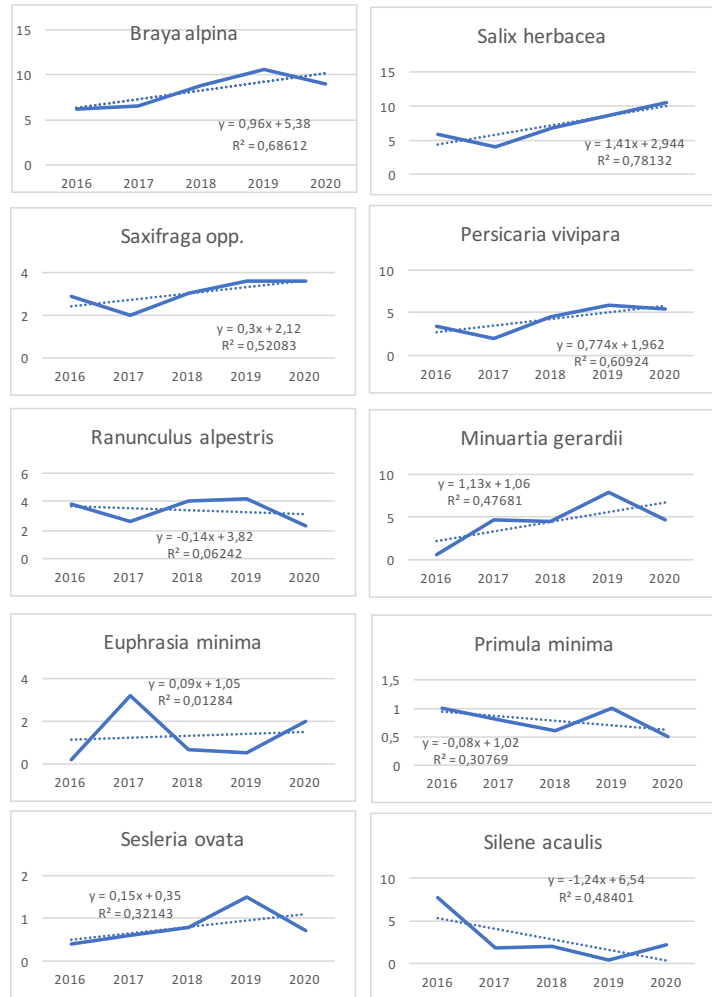 Braya alpina
15
10
5
0
y = 0,96x + 5,38
R² = 0,68612
2016 2017 2018 2019 2020
Salix herbacea
15
10
5
0
y = 1,41x + 2,944
R² = 0,78132
2016 2017 2018 2019 2020
Saxifraga opp.
4
2
0
y = 0,3x + 2,12
R² = 0,52083
2016 2017 2018 2019 2020
Persicaria vivipara
10
5
0
y = 0,774x + 1,962
R² = 0,60924
2016 2017 2018 2019 2020
Ranunculus alpestris
6
4
2
0
y = -0,14x + 3,82
R² = 0,06242
2016 2017 2018 2019 2020
Minuartia gerardii
10
5
0
y = 1,13x + 1,06
R² = 0,47681
2016 2017 2018 2019 2020
Euphrasia minima
4
2
0
y = 0,09x + 1,05
R² = 0,01284
2016 2017 2018 2019 2020
Primula minima
1,5
1
0,5
0
y = -0,08x + 1,02
R² = 0,30769
2016 2017 2018 2019 2020
Sesleria ovata
2
1
0
y = 0,15x + 0,35
R² = 0,32143
2016 2017 2018 2019 2020
Silene acaulis
10
5
0
y = -1,24x + 6,54
R² = 0,48401
2016 2017 2018 2019 2020